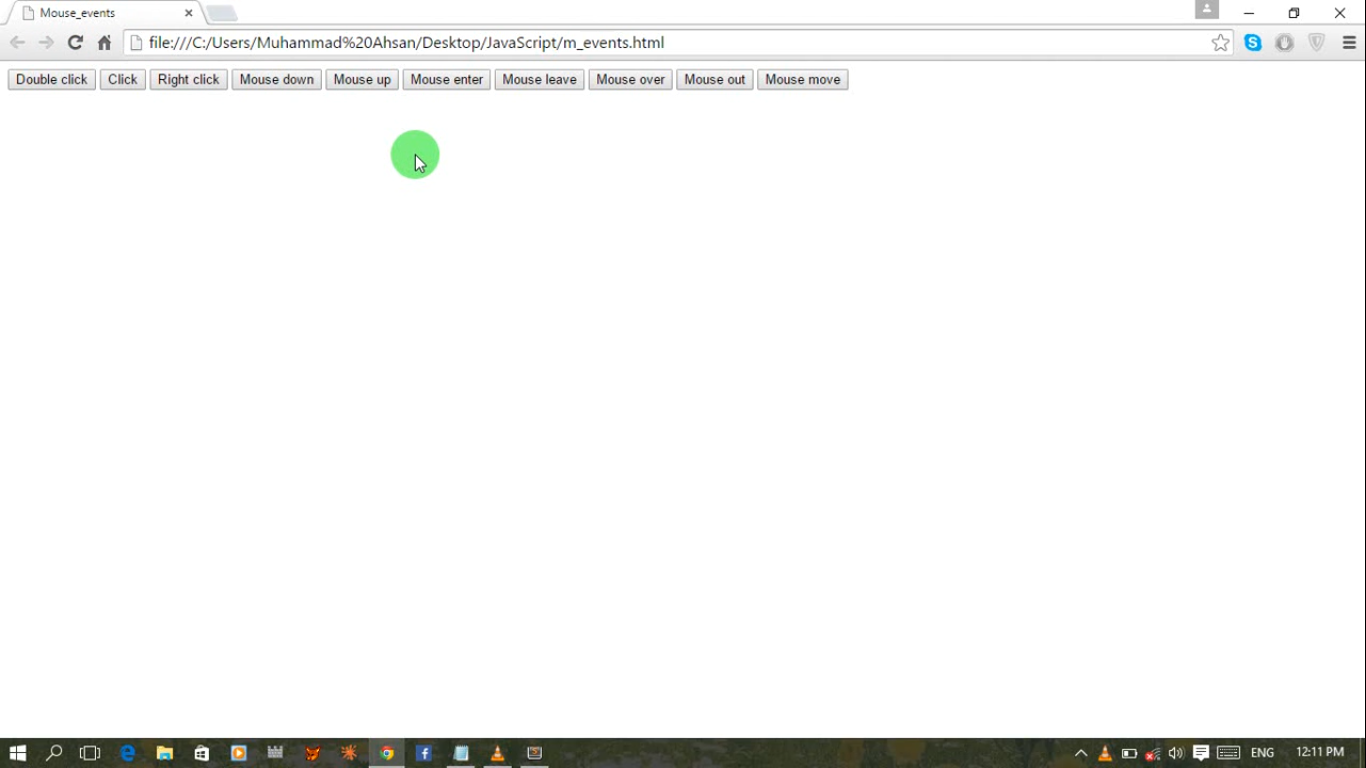 Mouse_events
file:///C:/Users/Muhammad%20Ahsan/Desktop/JavaScript/m_events.html
Double click Click Right click Mouse down Mouse up Mouse enter Mouse leave Mouse over Mouse out Mouse move
ENG 12:11 PM